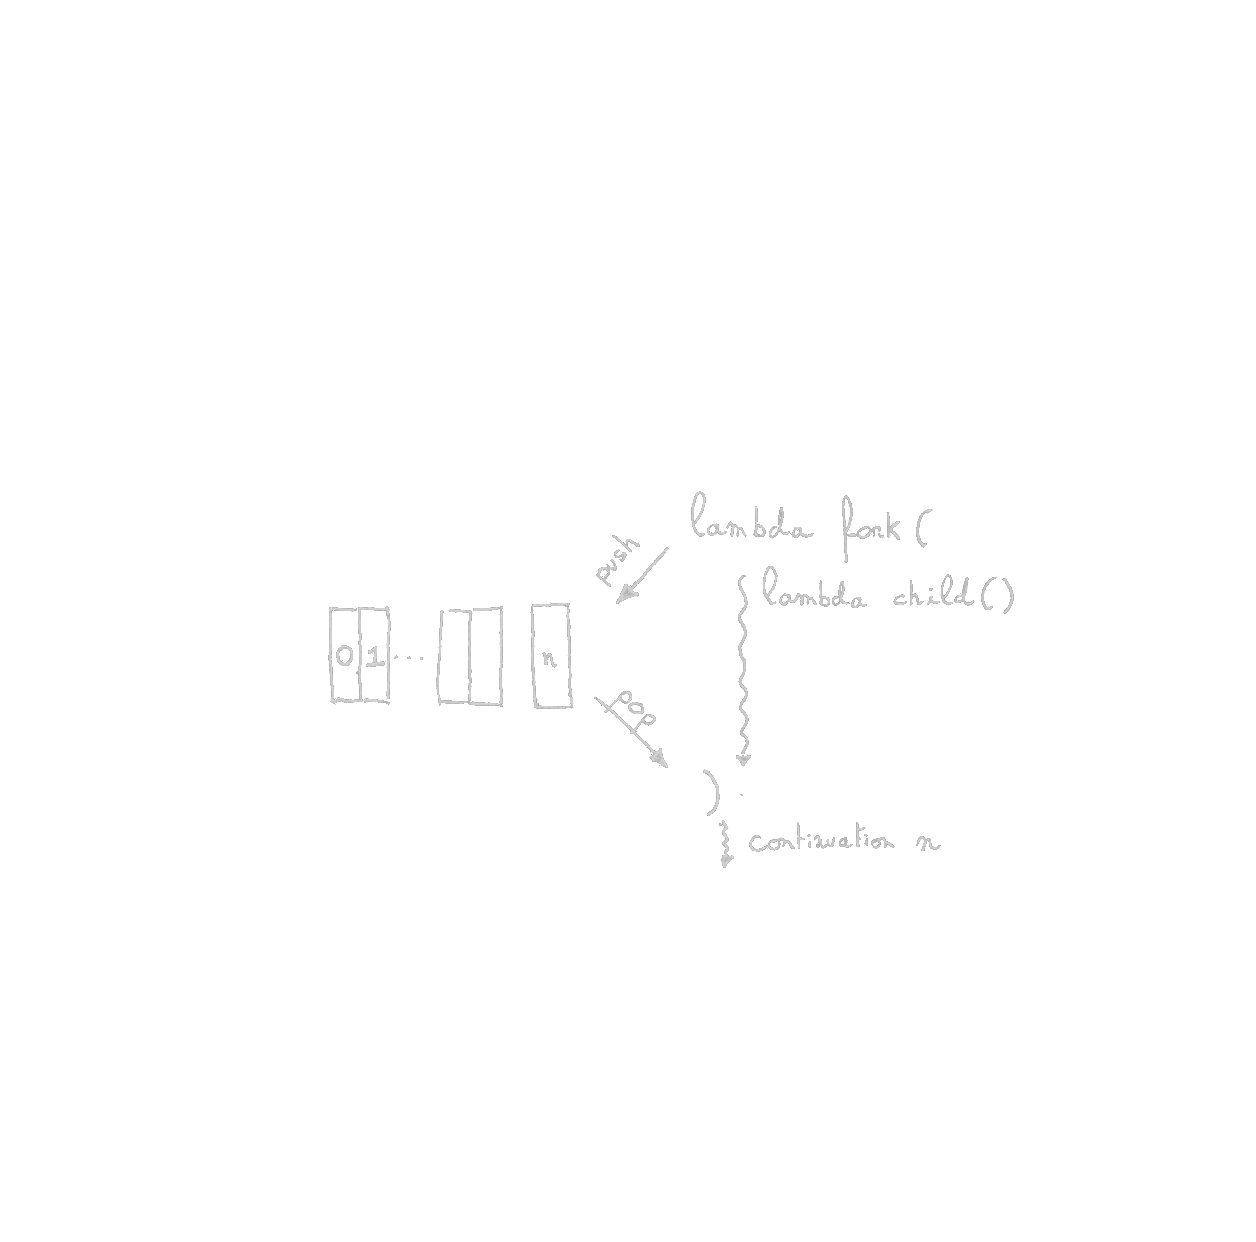 lambda fork (
push
lambda child()
0 1 ... n
pop
)
continuation n